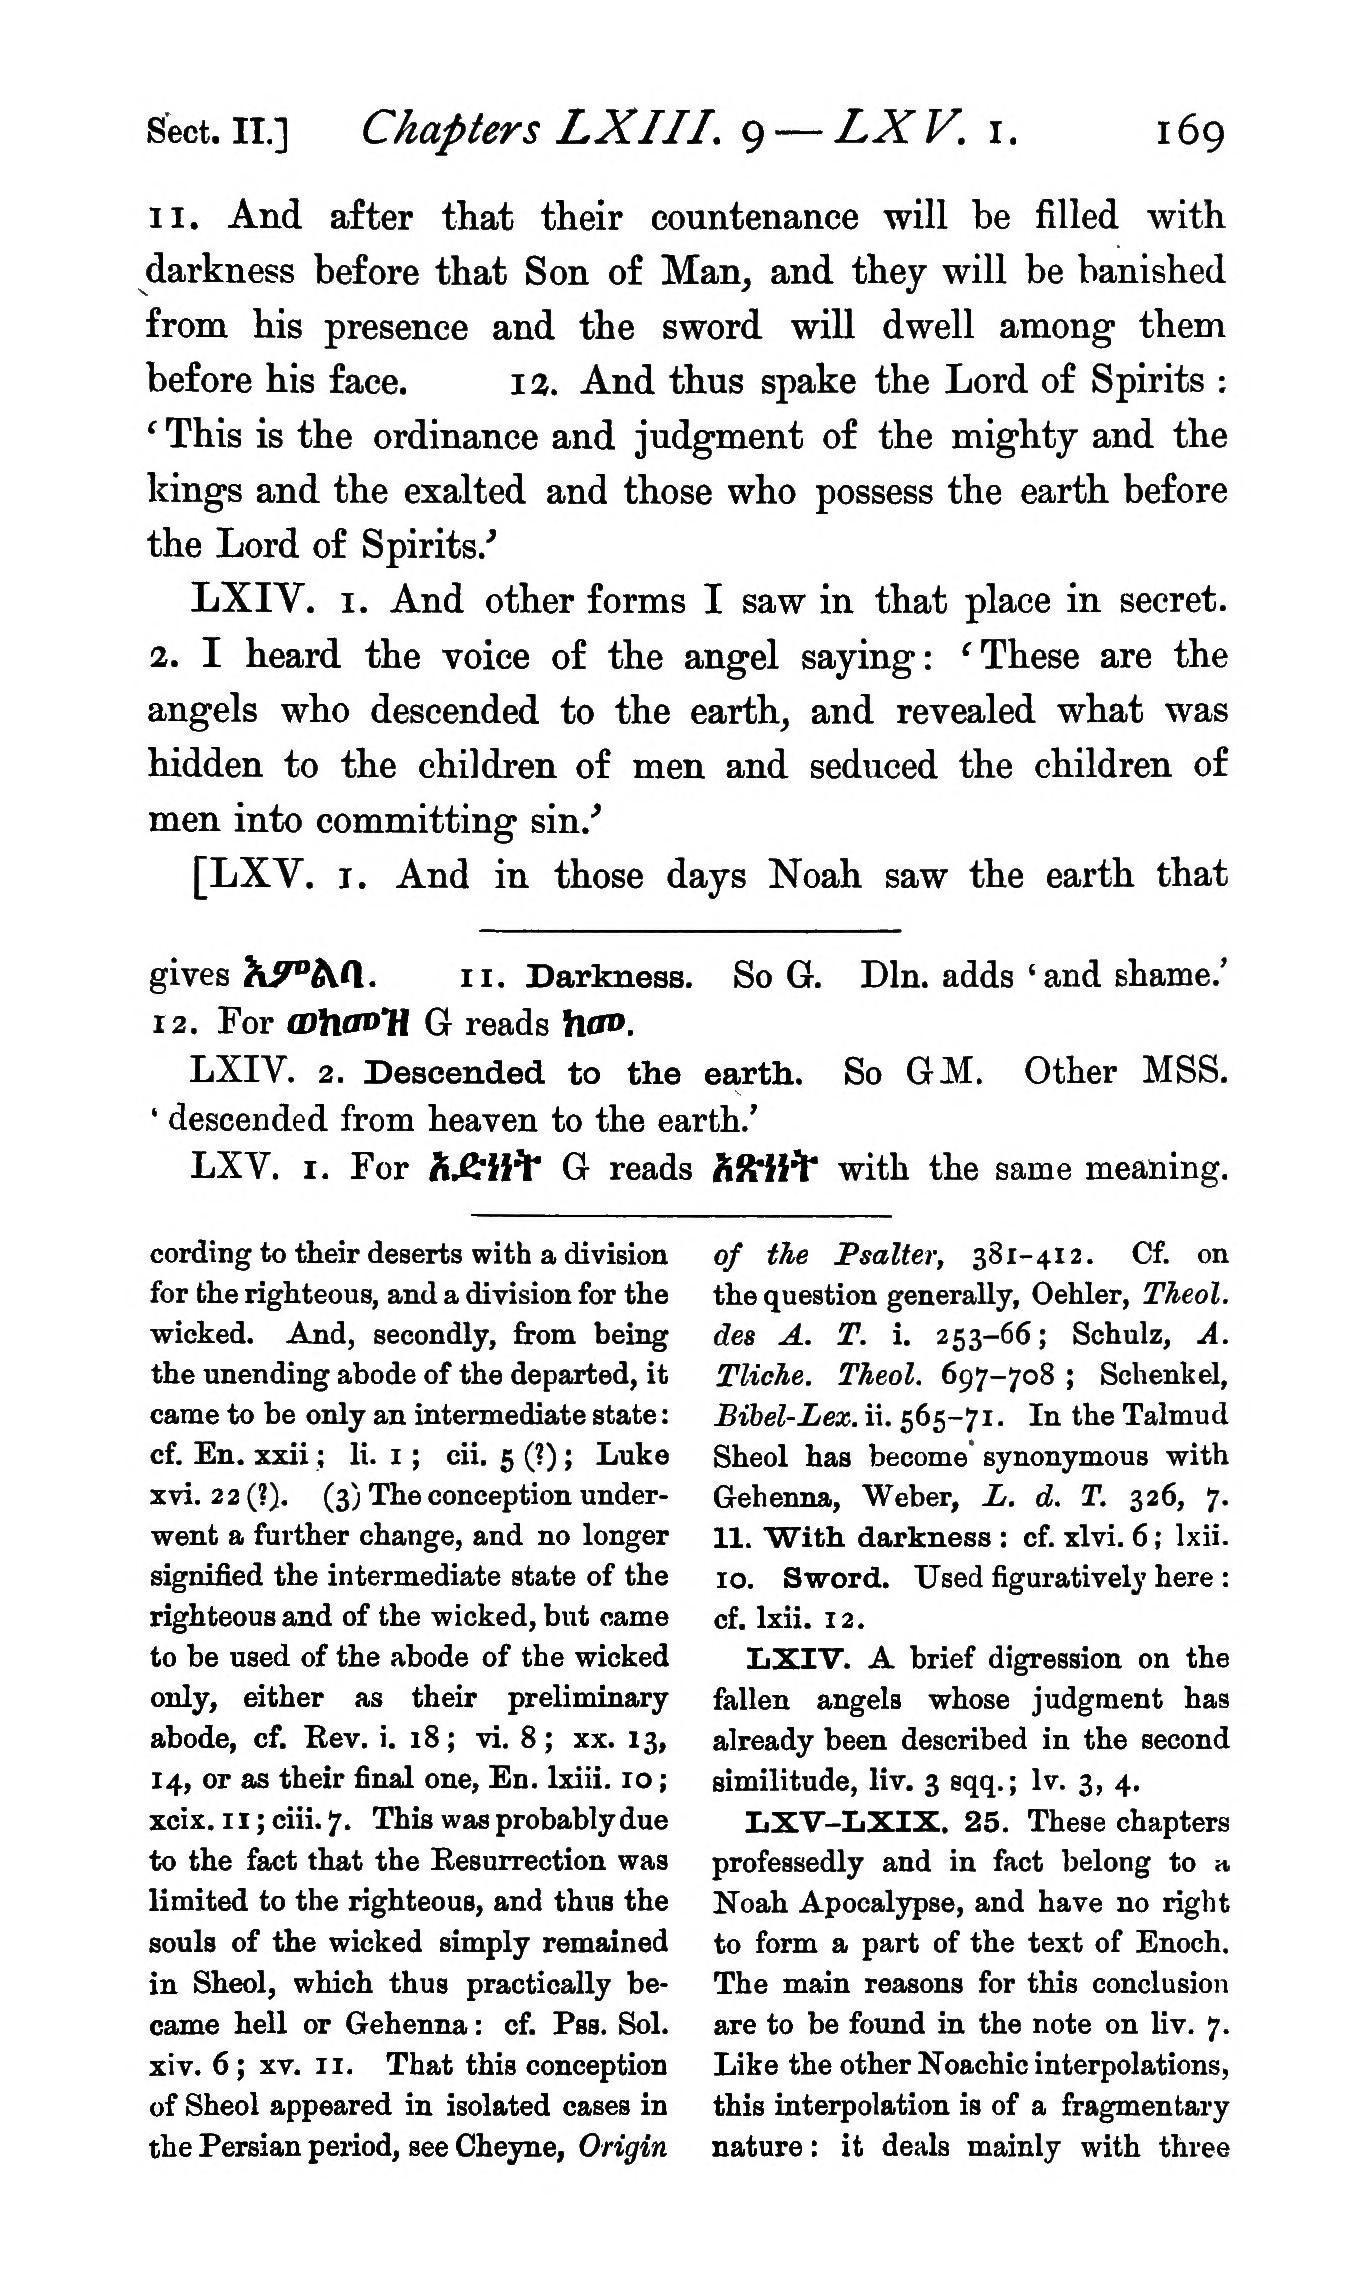 Sect. II.] Chapters LXIII. 9—LXV. 1. 169
11. And after that their countenance will be filled with
darkness before that Son of Man, and they will be banished
from his presence and the sword will dwell among them
before his face. 12. And thus spake the Lord of Spirits :
‘This is the ordinance and judgment of the mighty and the
kings and the exalted and those who possess the earth before
the Lord of Spirits.’
LXIV. 1. And other forms I saw in that place in secret.
2. I heard the voice of the angel saying: ‘These are the
angels who descended to the earth, and revealed what was
hidden to the children of men and seduced the children of
men into committing sin.’
[LXV. 1. And in those days Noah saw the earth that
gives እምልብ. 11. Darkness. So G. Dln. adds ‘and shame.’
12. For ወከመዝ G reads ከመ.
LXIV. 2. Descended to the earth. So GM. Other MSS.
‘descended from heaven to the earth.’
LXV. 1. For አድነነት G reads አጽነነት with the same meaning.
cording to their deserts with a division
for the righteous, and a division for the
wicked. And, secondly, from being
the unending abode of the departed, it
came to be only an intermediate state:
cf. En. xxii; li. 1; cii. 5 (?); Luke
xvi. 22 (?). (3) The conception under-
went a further change, and no longer
signified the intermediate state of the
righteous and of the wicked, but came
to be used of the abode of the wicked
only, either as their preliminary
abode, cf. Rev. i. 18; vi. 8; xx. 13,
14, or as their final one, En. lxiii. 10;
xcix. 11; ciii. 7. This was probably due
to the fact that the Resurrection was
limited to the righteous, and thus the
souls of the wicked simply remained
in Sheol, which thus practically be-
came hell or Gehenna: cf. Pss. Sol.
xiv. 6; xv. 11. That this conception
of Sheol appeared in isolated cases in
the Persian period, see Cheyne, Origin
of the Psalter, 381–412. Cf. on
the question generally, Oehler, Theol.
des A. T. i. 253–66; Schulz, A.
Tliche. Theol. 697–708; Schenkel,
Bibel-Lex. ii. 565–71. In the Talmud
Sheol has become synonymous with
Gehenna, Weber, L. d. T. 326, 7.
11. With darkness: cf. xlvi. 6; lxii.
10. Sword. Used figuratively here:
cf. lxii. 12.
LXIV. A brief digression on the
fallen angels whose judgment has
already been described in the second
similitude, liv. 3 sqq.; lv. 3, 4.
LXV–LXIX. 25. These chapters
professedly and in fact belong to a
Noah Apocalypse, and have no right
to form a part of the text of Enoch.
The main reasons for this conclusion
are to be found in the note on liv. 7.
Like the other Noachic interpolations,
this interpolation is of a fragmentary
nature: it deals mainly with three